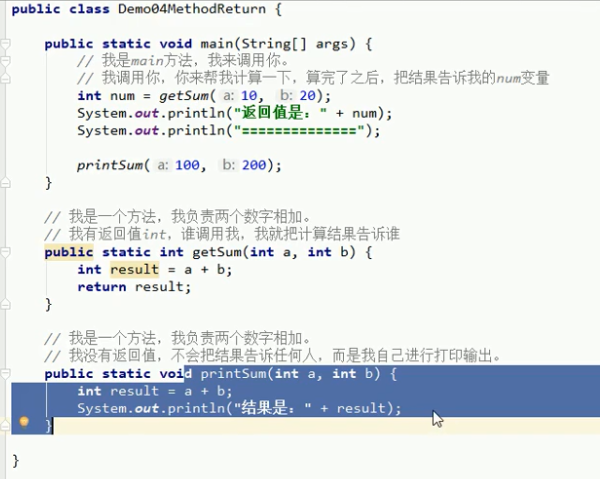 public class Demo04MethodReturn {
public static void main(String[] args) {
// 我是main方法，我来调用你。
// 我调用你，你来帮我计算一下，算完了之后，把结果告诉我的num变量
int num = getSum( a: 10, b: 20);
System.out.println("返回值是：" + num);
System.out.println("==============");
printSum( a: 100, b: 200);
}
// 我是一个方法，我负责两个数字相加。
// 我有返回值int，谁调用我，我就把计算结果告诉谁
public static int getSum(int a, int b) {
int result = a + b;
return result;
}
// 我是一个方法，我负责两个数字相加。
// 我没有返回值，不会把结果告诉任何人，而是我自己进行打印输出。
public static void printSum(int a, int b) {
int result = a + b;
System.out.println("结果是：" + result);
}
}